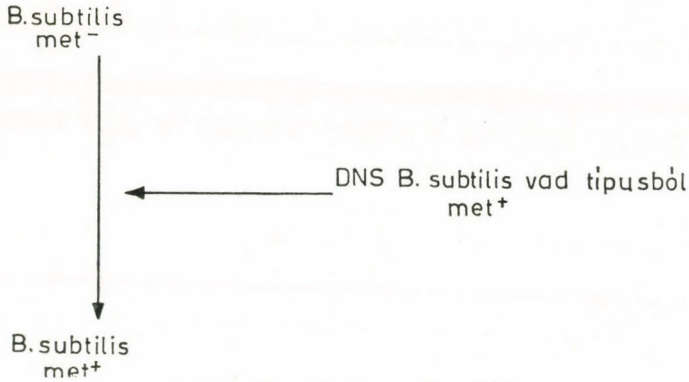 B. subtilis
met⁻
DNS B. subtilis vad típusból
met⁺
B. subtilis
met⁺